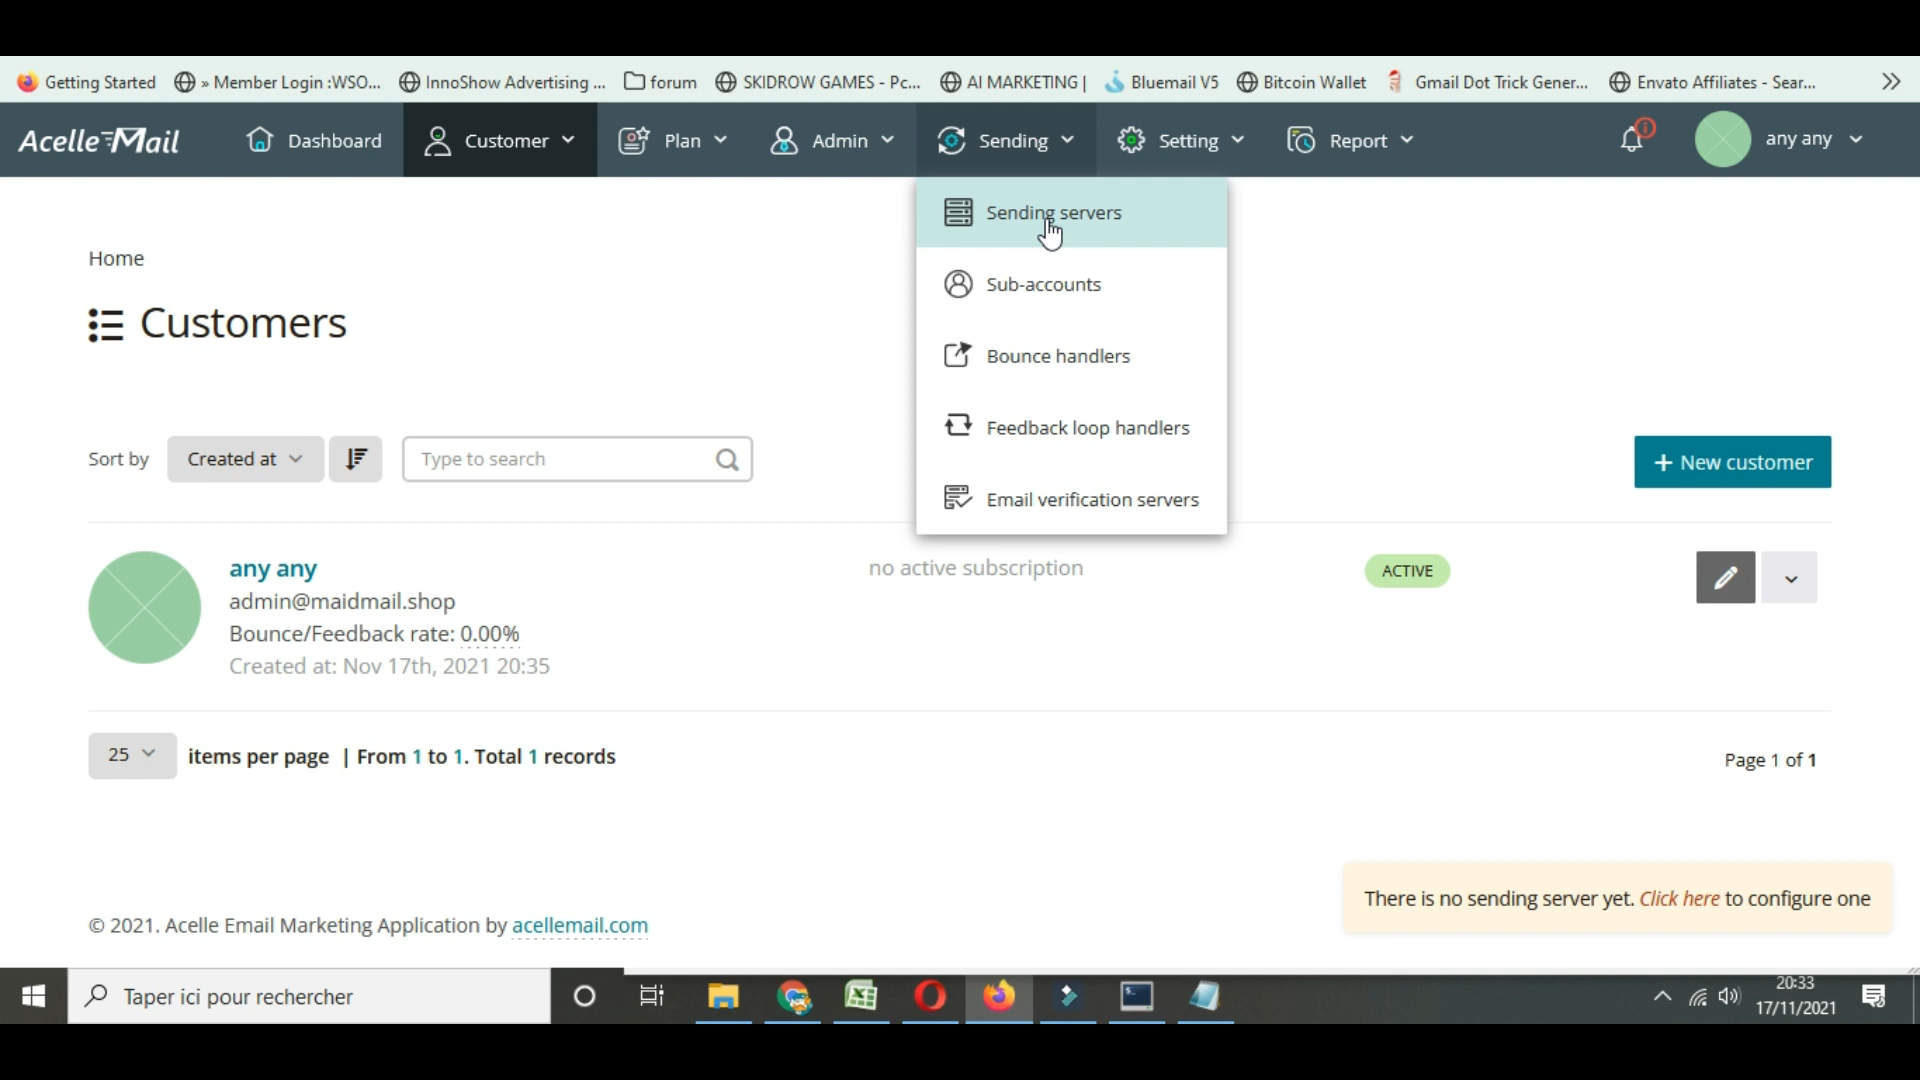 Getting Started » Member Login :WSO... InnoShow Advertising ... forum SKIDROW GAMES - Pc... AI MARKETING | Bluemail V5 Bitcoin Wallet Gmail Dot Trick Gener... Envato Affiliates - Sear...
Acelle Mail Dashboard Customer Plan Admin Sending Setting Report any any
Sending servers
Sub-accounts
Bounce handlers
Feedback loop handlers
Email verification servers
Home
Customers
Sort by Created at Type to search + New customer
any any no active subscription ACTIVE
admin@maidmail.shop
Bounce/Feedback rate: 0.00%
Created at: Nov 17th, 2021 20:35
25 items per page | From 1 to 1. Total 1 records Page 1 of 1
There is no sending server yet. Click here to configure one
© 2021. Acelle Email Marketing Application by acellemail.com
Taper ici pour rechercher 20:33
17/11/2021